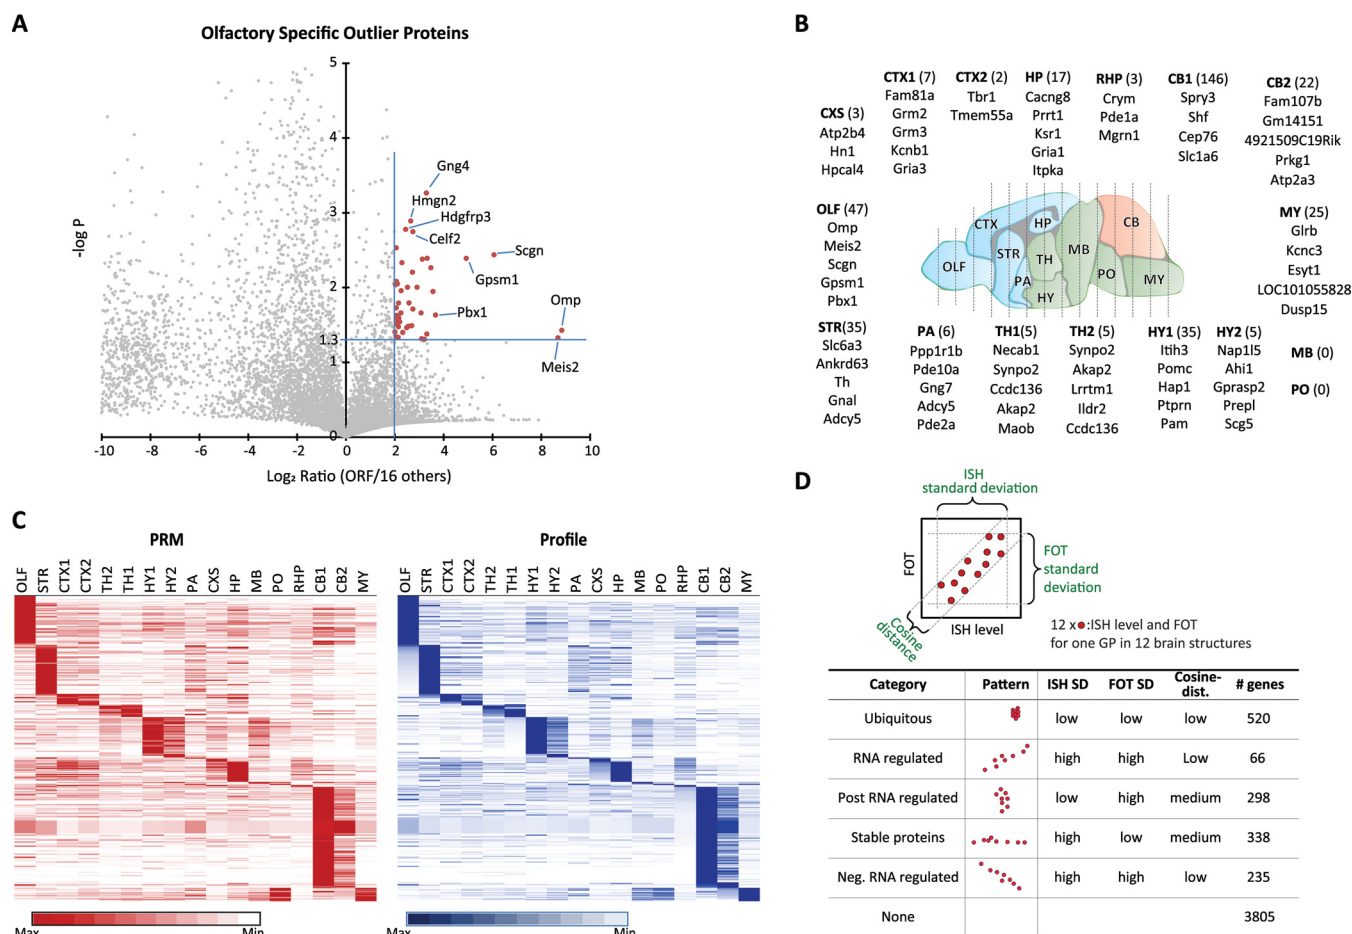 A
Olfactory Specific Outlier Proteins
5
4
3
2
1.3
1
0
-log P
Gng4
Hmgn2
Hdgfrp3
Celf2
Scgn
Gpsm1
Pbx1
Omp
Meis2
-10 -8 -6 -4 -2 0 2 4 6 8 10
Log₂ Ratio (ORF/16 others)
B
CXS (3)
Atp2b4
Hn1
Hpcal4
CTX1 (7)
Fam81a
Grm2
Grm3
Kcnb1
Gria3
CTX2 (2)
Tbr1
Tmem55a
HP (17)
Cacng8
Prrt1
Ksr1
Gria1
Itpka
RHP (3)
Crym
Pde1a
Mgrn1
CB1 (146)
Spry3
Shf
Cep76
Slc1a6
CB2 (22)
Fam107b
Gm14151
4921509C19Rik
Prkg1
Atp2a3
OLF (47)
Omp
Meis2
Scgn
Gpsm1
Pbx1
CTX
HP
CB
OLF
STR
TH
MB
PA
HY
PO
MY
MY (25)
Glrb
Kcnc3
Esyt1
LOC101055828
Dusp15
STR(35)
Slc6a3
Ankrd63
Th
Gnal
Adcy5
PA (6)
Ppp1r1b
Pde10a
Gng7
Adcy5
Pde2a
TH1(5)
Necab1
Synpo2
Ccdc136
Akap2
Maob
TH2 (5)
Synpo2
Akap2
Lrrtm1
Ildr2
Ccdc136
HY1 (35)
Itih3
Pomc
Hap1
Ptprn
Pam
HY2 (5)
Nap1l5
Ahi1
Gprasp2
Prepl
Scg5
MB (0)
PO (0)
C
PRM
OLF STR CTX1 CTX2 TH2 TH1 HY1 HY2 PA CXS HP MB PO RHP CB1 CB2 MY
Max Min
Profile
OLF STR CTX1 CTX2 TH2 TH1 HY1 HY2 PA CXS HP MB PO RHP CB1 CB2 MY
Max Min
D
ISH
standard deviation
FOT
FOT
standard
deviation
Cosine
distance
ISH level
12 x :ISH level and FOT
for one GP in 12 brain structures
Category Pattern ISH SD FOT SD Cosine-dist. # genes
Ubiquitous low low low 520
RNA regulated high high Low 66
Post RNA regulated low high medium 298
Stable proteins high low medium 338
Neg. RNA regulated high high low 235
None 3805